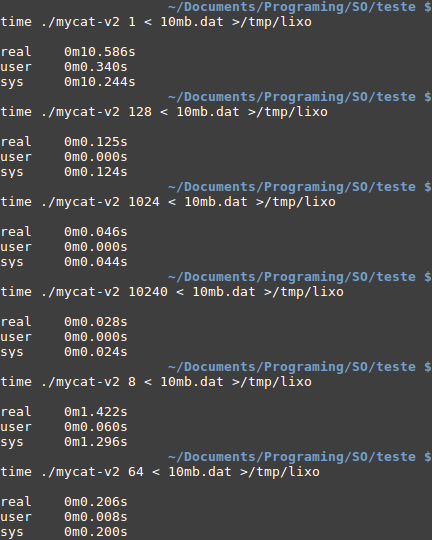 ~/Documents/Programing/SO/teste $
time ./mycat-v2 1 < 10mb.dat >/tmp/lixo
real 0m10.586s
user 0m0.340s
sys 0m10.244s
~/Documents/Programing/SO/teste $
time ./mycat-v2 128 < 10mb.dat >/tmp/lixo
real 0m0.125s
user 0m0.000s
sys 0m0.124s
~/Documents/Programing/SO/teste $
time ./mycat-v2 1024 < 10mb.dat >/tmp/lixo
real 0m0.046s
user 0m0.000s
sys 0m0.044s
~/Documents/Programing/SO/teste $
time ./mycat-v2 10240 < 10mb.dat >/tmp/lixo
real 0m0.028s
user 0m0.000s
sys 0m0.024s
~/Documents/Programing/SO/teste $
time ./mycat-v2 8 < 10mb.dat >/tmp/lixo
real 0m1.422s
user 0m0.060s
sys 0m1.296s
~/Documents/Programing/SO/teste $
time ./mycat-v2 64 < 10mb.dat >/tmp/lixo
real 0m0.206s
user 0m0.008s
sys 0m0.200s